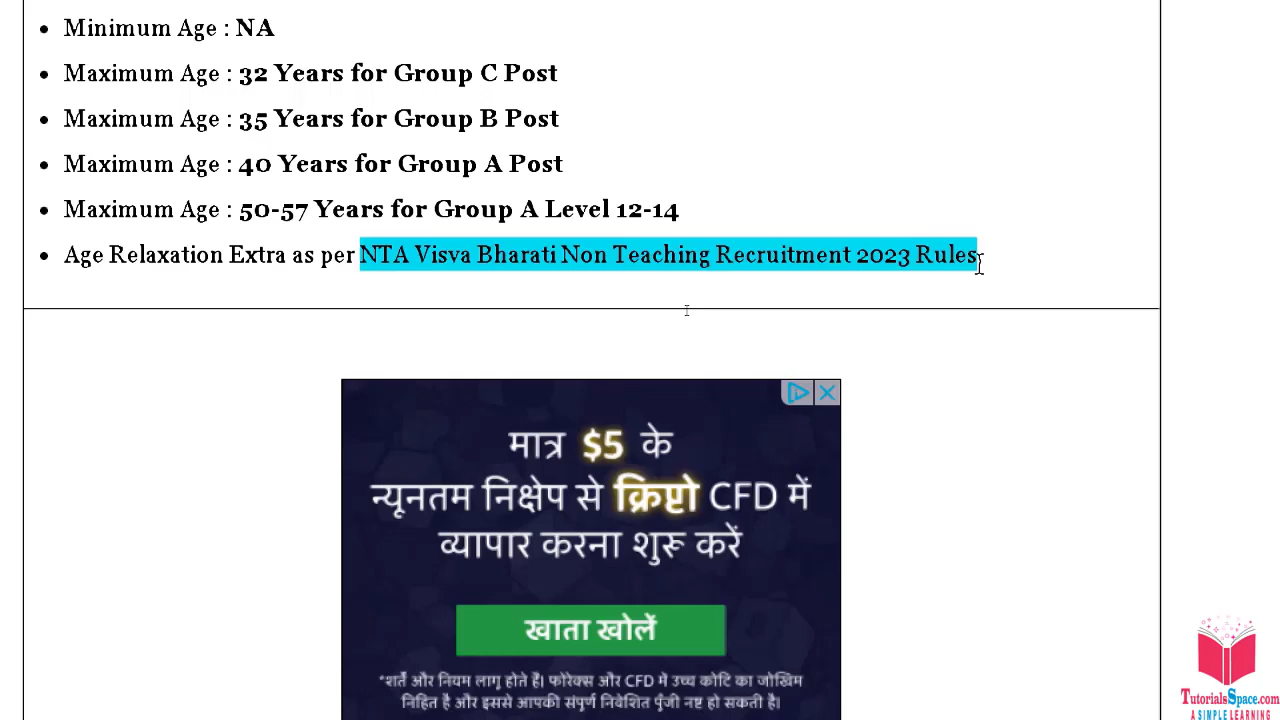 Minimum Age : NA
Maximum Age : 32 Years for Group C Post
Maximum Age : 35 Years for Group B Post
Maximum Age : 40 Years for Group A Post
Maximum Age : 50-57 Years for Group A Level 12-14
Age Relaxation Extra as per NTA Visva Bharati Non Teaching Recruitment 2023 Rules
मात्र $5 के
न्यूनतम निक्षेप से क्रिप्टो CFD में
व्यापार करना शुरू करें
खाता खोलें
*शर्तें और नियम लागू होते हैं। फोरेक्स और CFD में उच्च कोटि का जोखिम
निहित है और इससे आपकी संपूर्ण निवेशित पूँजी नष्ट हो सकती है।
TutorialsSpace.com
A SIMPLE LEARNING